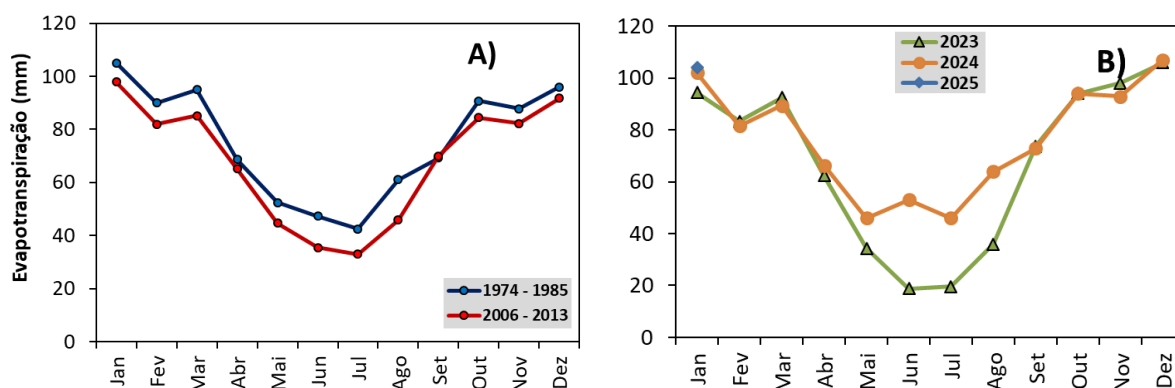 Evapotranspiração (mm)
120
100
80
60
40
20
0
A)
1974 - 1985
2006 - 2013
Jan
Fev
Mar
Abr
Mai
Jun
Jul
Ago
Set
Out
Nov
Dez
120
100
80
60
40
20
0
2023
2024
2025
B)
Jan
Fev
Mar
Abr
Mai
Jun
Jul
Ago
Set
Out
Nov
Dez